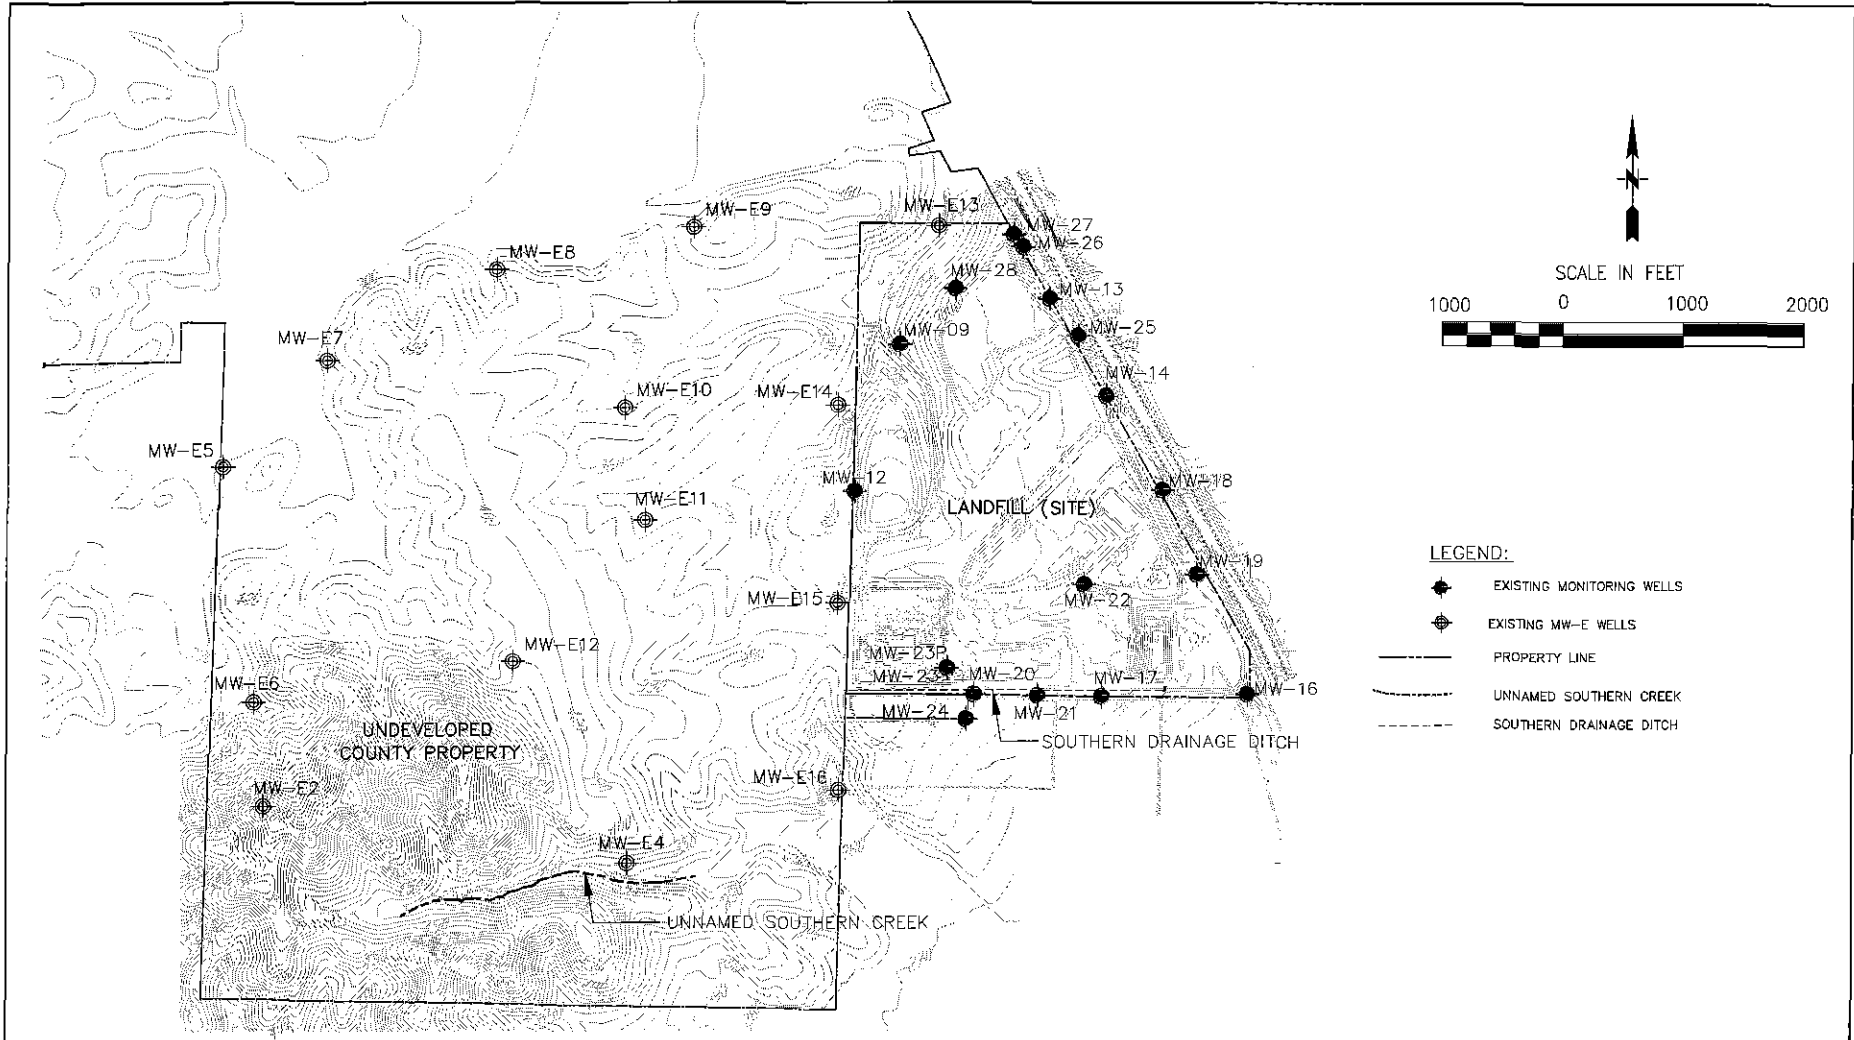 MW-E9
MW-E13
MW-27
MW-26
MW-E8
MW-28
MW-13
MW-E7
MW-09
MW-25
MW-14
MW-E10
MW-E14
MW-E5
MW-12
MW-18
MW-E11
LANDFILL (SITE)
MW-19
MW-E15
MW-22
MW-E12
MW-23P
MW-20
MW-17
MW-16
MW-E6
MW-24
MW-21
UNDEVELOPED
COUNTY PROPERTY
SOUTHERN DRAINAGE DITCH
MW-E2
MW-E16
MW-E4
UNNAMED SOUTHERN CREEK
N
SCALE IN FEET
1000 0 1000 2000
LEGEND:
EXISTING MONITORING WELLS
EXISTING MW-E WELLS
PROPERTY LINE
UNNAMED SOUTHERN CREEK
SOUTHERN DRAINAGE DITCH